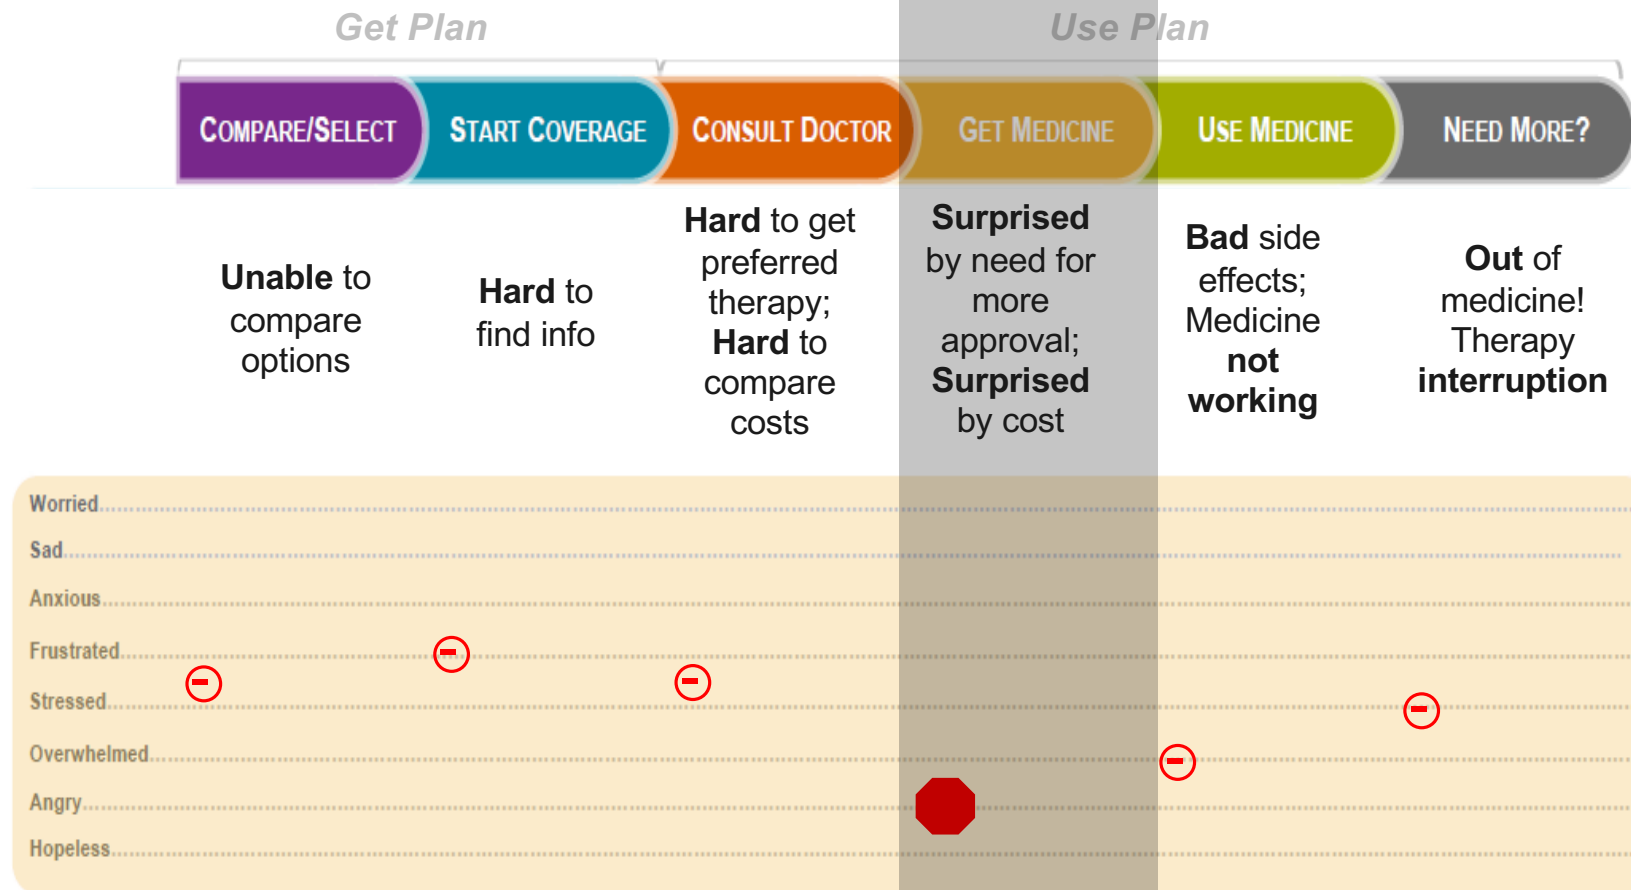 Get Plan
Use Plan
COMPARE/SELECT
START COVERAGE
CONSULT DOCTOR
GET MEDICINE
USE MEDICINE
NEED MORE?
Unable to
compare
options
Hard to
find info
Hard to get
preferred
therapy;
Hard to
compare
costs
Surprised
by need for
more
approval;
Surprised
by cost
Bad side
effects;
Medicine
not
working
Out of
medicine!
Therapy
interruption
Worried
Sad
Anxious
Frustrated
Stressed
Overwhelmed
Angry
Hopeless